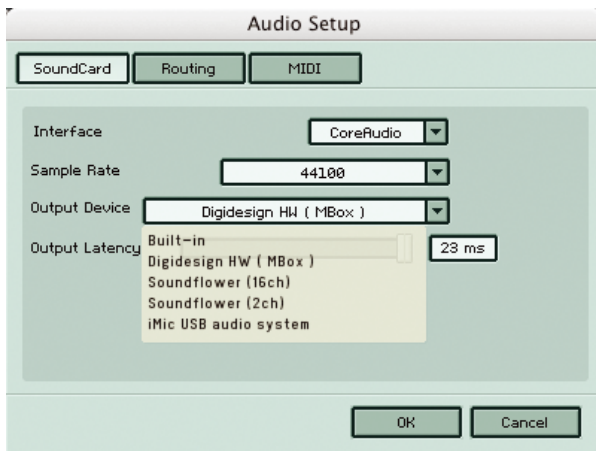 Audio Setup
SoundCard Routing MIDI
Interface CoreAudio
Sample Rate 44100
Output Device Digidesign HW ( MBox )
Output Latency 23 ms
Built-in
Digidesign HW ( MBox )
Soundflower (16ch)
Soundflower (2ch)
iMic USB audio system
OK Cancel